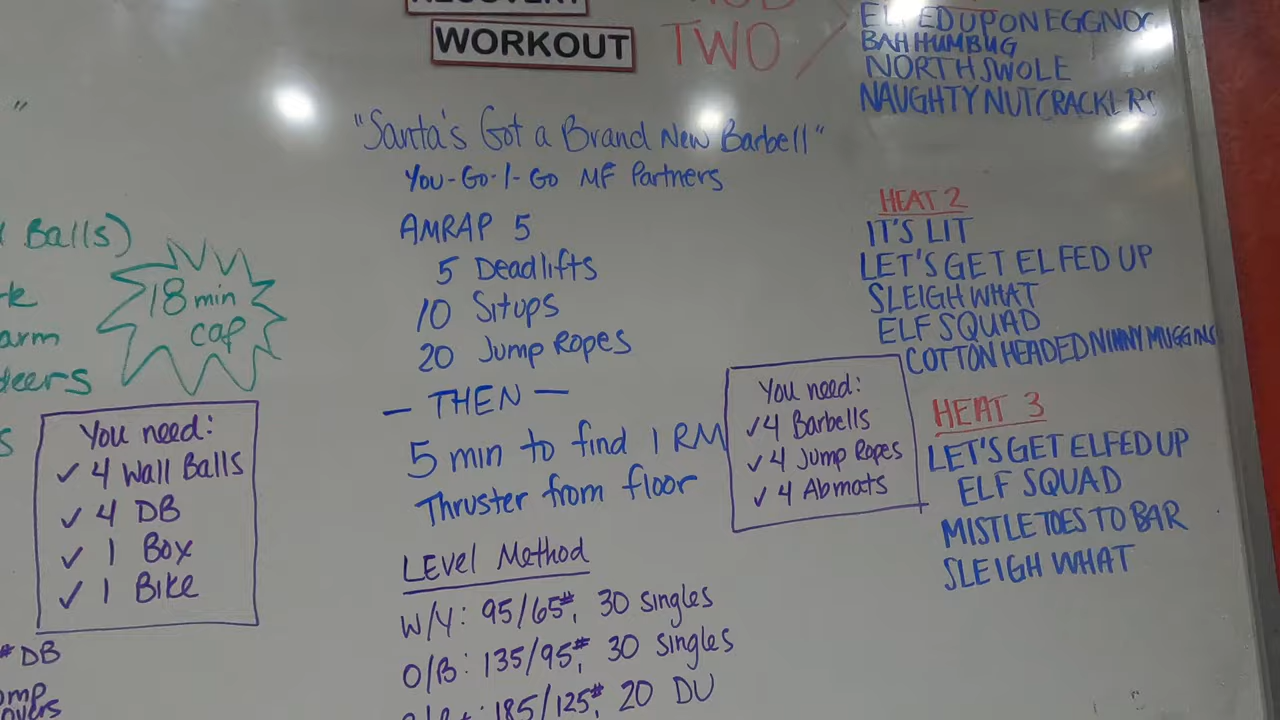 RECOVERY
WORKOUT
TWO
UPON EGGNOG
BAH HUMBUG
NORTH SWOLE
NAUGHTY NUTCRACKERS
"Santa's Got a Brand New Barbell"
You-Go-I-Go MF Partners
AMRAP 5
5 Deadlifts
10 Situps
20 Jump Ropes
— THEN —
5 min to find 1 RM
Thruster from floor
LEVEL Method
W/Y: 95/65#, 30 singles
O/B: 135/95#, 30 singles
185/125#, 20 DU
HEAT 2
IT'S LIT
LET'S GET ELFED UP
SLEIGH WHAT
ELF SQUAD
COTTON HEADED NINNY MUGGINS
You need:
✓ 4 Barbells
✓ 4 Jump Ropes
✓ 4 Abmats
HEAT 3
LET'S GET ELFED UP
ELF SQUAD
MISTLETOES TO BAR
SLEIGH WHAT
Balls)
18 min
cap
You need:
✓ 4 Wall Balls
✓ 4 DB
✓ 1 Box
✓ 1 Bike
# DB